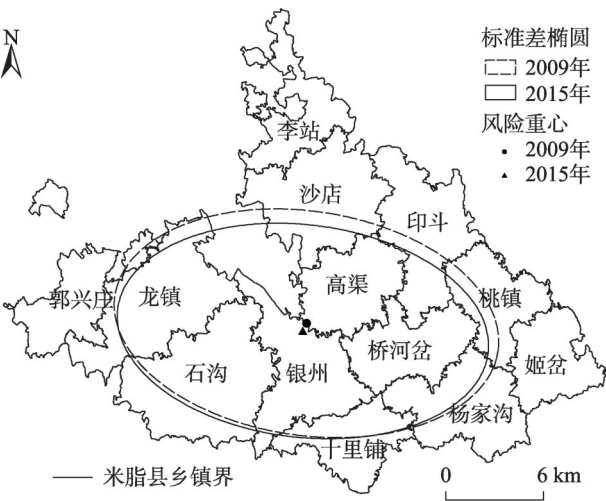 N
标准差椭圆
2009年
2015年
风险重心
2009年
2015年
李站
沙店
印斗
高渠
郭兴庄
龙镇
桃镇
桥河岔
姬岔
石沟
银州
杨家沟
十里铺
米脂县乡镇界
0 6 km